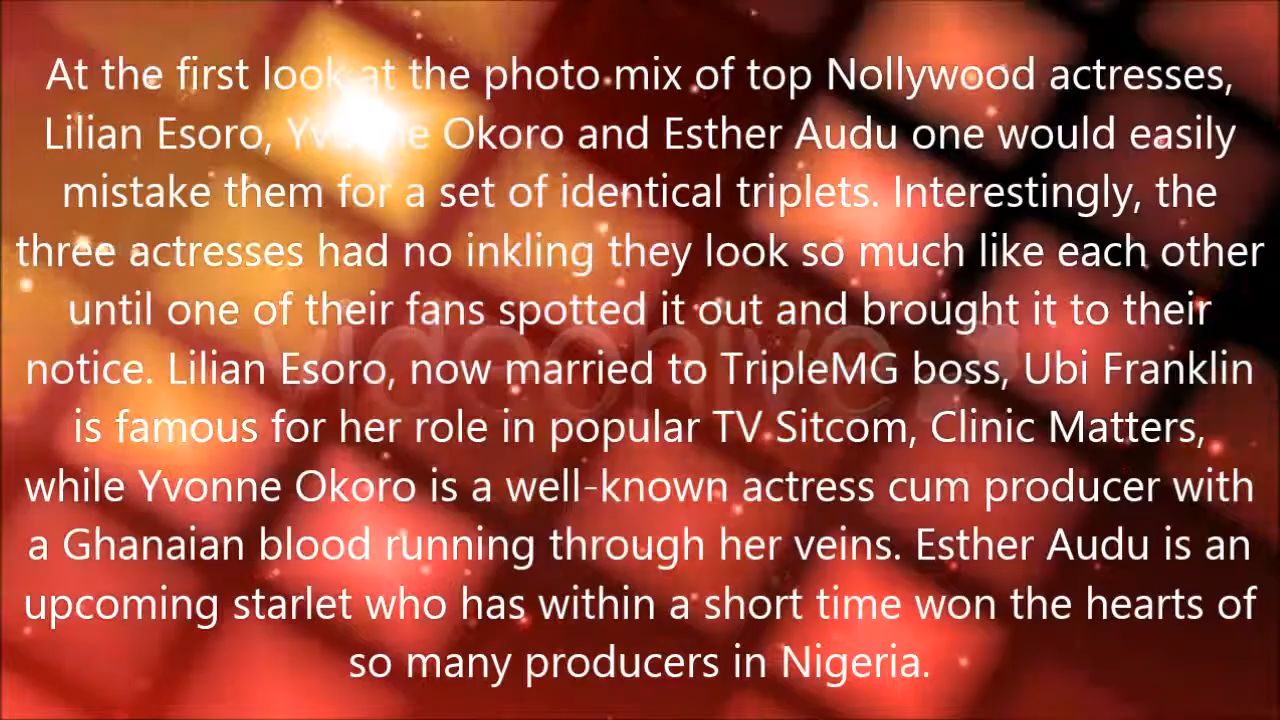 At the first look at the photo mix of top Nollywood actresses,
Lilian Esoro, Yvonne Okoro and Esther Audu one would easily
mistake them for a set of identical triplets. Interestingly, the
three actresses had no inkling they look so much like each other
until one of their fans spotted it out and brought it to their
notice. Lilian Esoro, now married to TripleMG boss, Ubi Franklin
is famous for her role in popular TV Sitcom, Clinic Matters,
while Yvonne Okoro is a well-known actress cum producer with
a Ghanaian blood running through her veins. Esther Audu is an
upcoming starlet who has within a short time won the hearts of
so many producers in Nigeria.
videohive